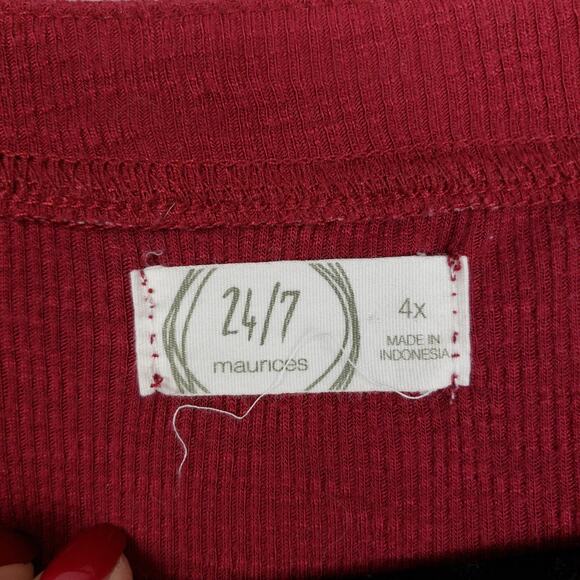 24/7
maurices
4x
MADE IN
INDONESIA